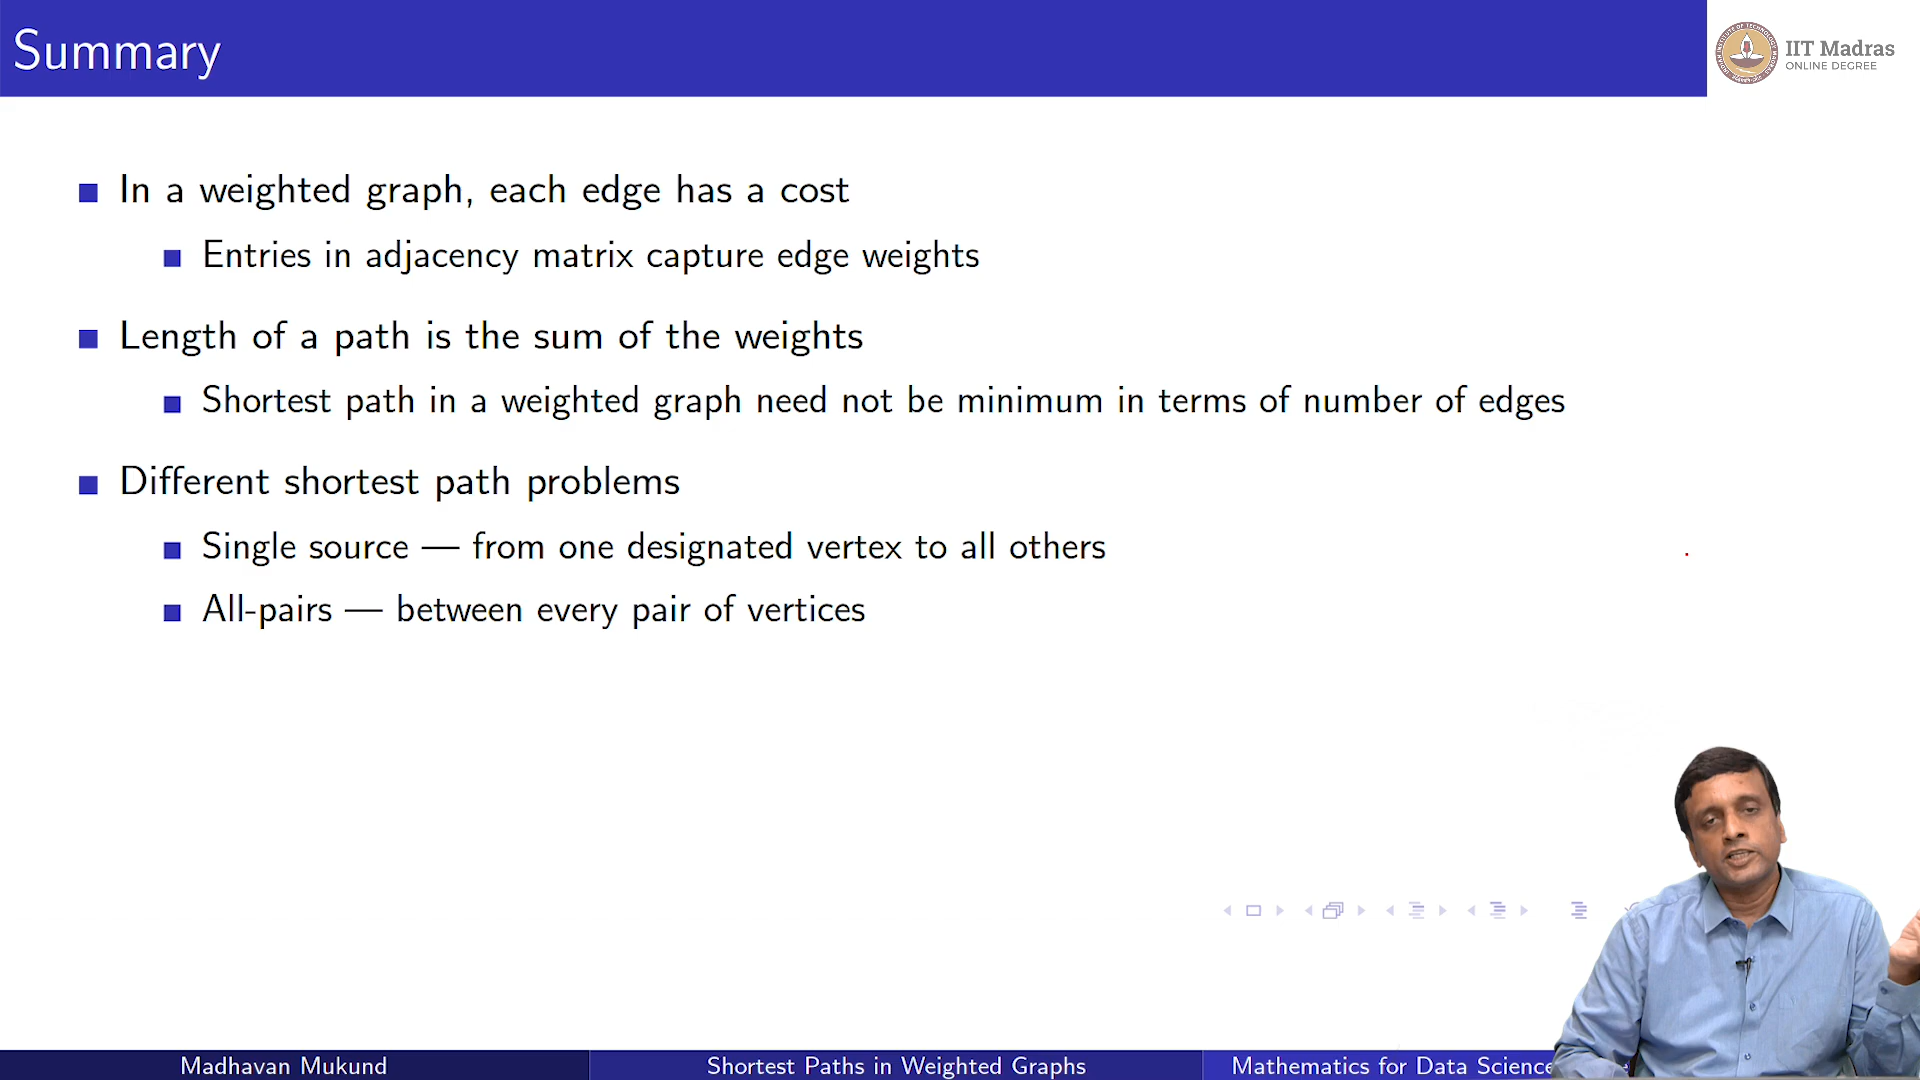 Summary
IIT Madras
ONLINE DEGREE
In a weighted graph, each edge has a cost
Entries in adjacency matrix capture edge weights
Length of a path is the sum of the weights
Shortest path in a weighted graph need not be minimum in terms of number of edges
Different shortest path problems
Single source — from one designated vertex to all others
All-pairs — between every pair of vertices
Madhavan Mukund
Shortest Paths in Weighted Graphs
Mathematics for Data Science